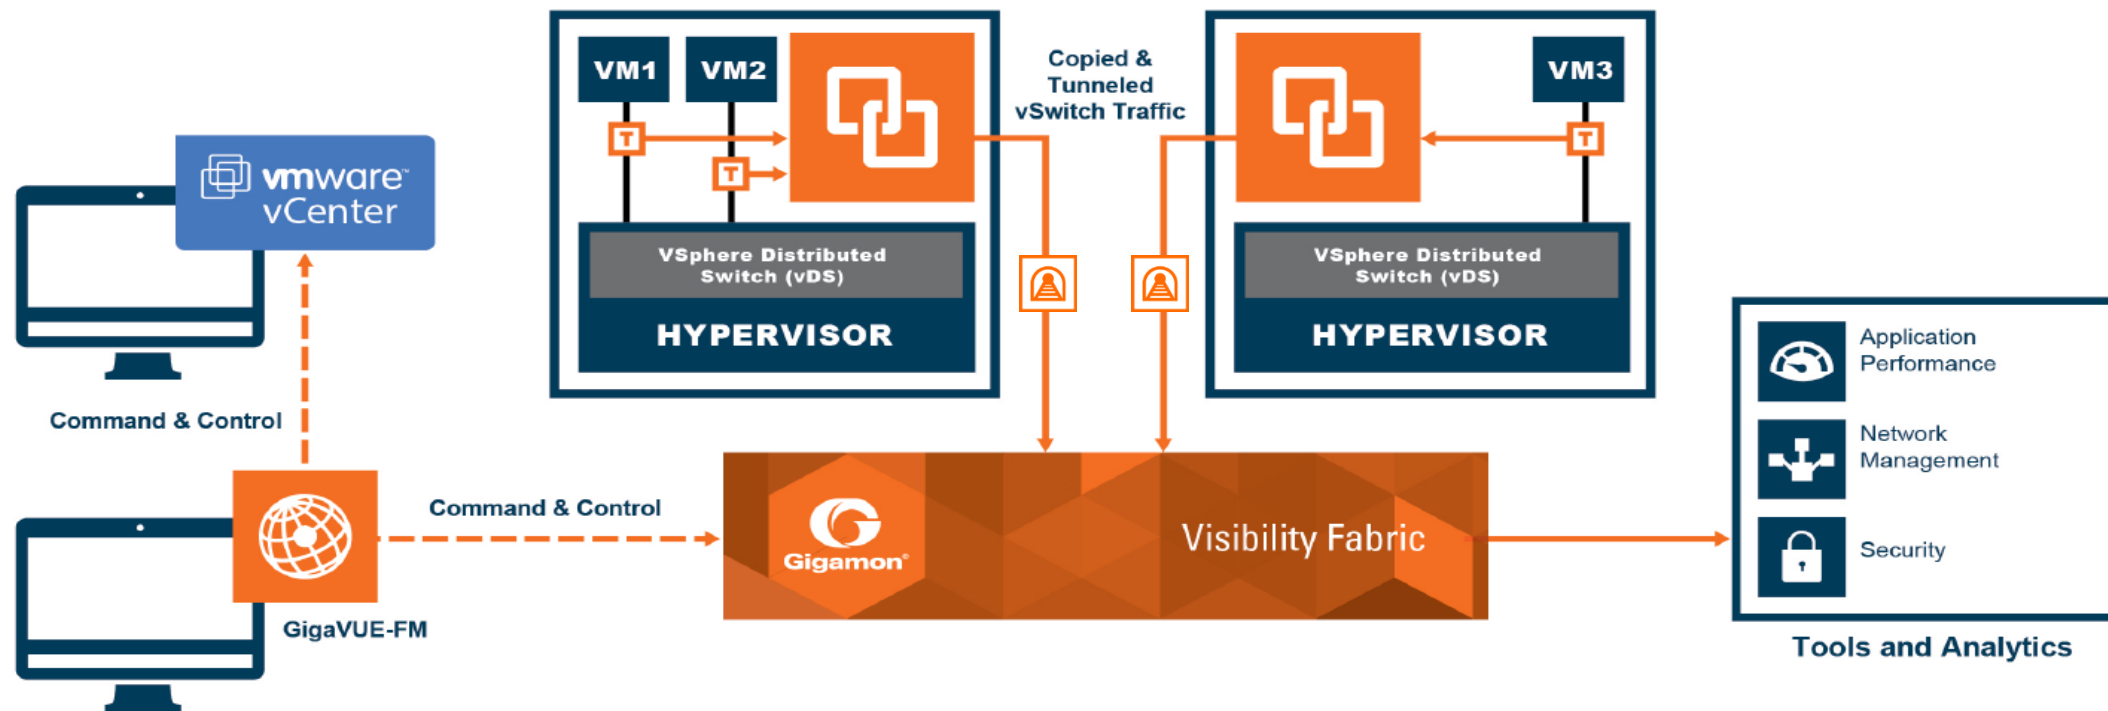 VM1
VM2
T
T
VSphere Distributed
Switch (vDS)
HYPERVISOR
Copied &
Tunneled
vSwitch Traffic
VM3
T
VSphere Distributed
Switch (vDS)
HYPERVISOR
vmware™
vCenter
Command & Control
GigaVUE-FM
Command & Control
Gigamon®
Visibility Fabric
Application
Performance
Network
Management
Security
Tools and Analytics